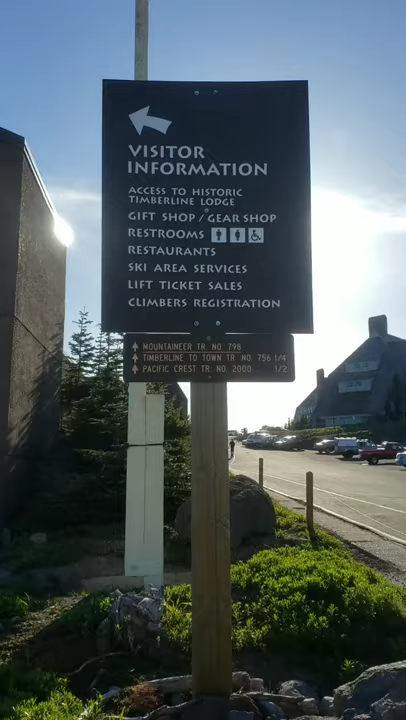 VISITOR
INFORMATION
ACCESS TO HISTORIC
TIMBERLINE LODGE
GIFT SHOP / GEAR SHOP
RESTROOMS
RESTAURANTS
SKI AREA SERVICES
LIFT TICKET SALES
CLIMBERS REGISTRATION
MOUNTAINEER TR. NO 798
TIMBERLINE TO TOWN TR. NO. 756 1/4
PACIFIC CREST TR. NO. 2000 1/2